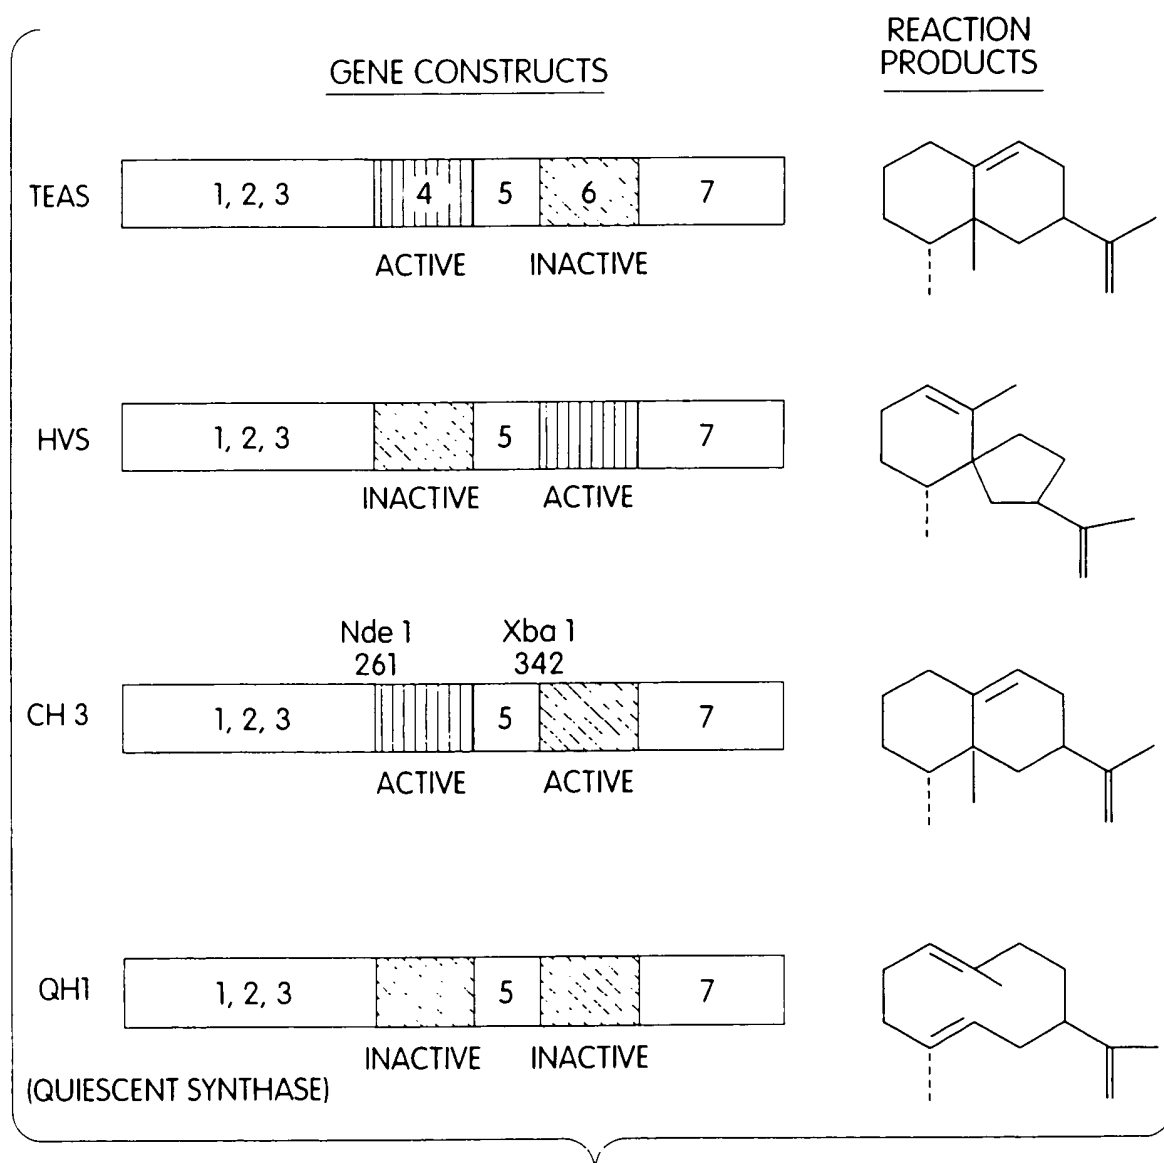 GENE CONSTRUCTS
REACTION
PRODUCTS
TEAS
1, 2, 3
4
5
6
7
ACTIVE
INACTIVE
HVS
1, 2, 3
5
7
INACTIVE
ACTIVE
Nde 1
261
Xba 1
342
CH 3
1, 2, 3
5
7
ACTIVE
ACTIVE
QH1
1, 2, 3
5
7
INACTIVE
INACTIVE
(QUIESCENT SYNTHASE)